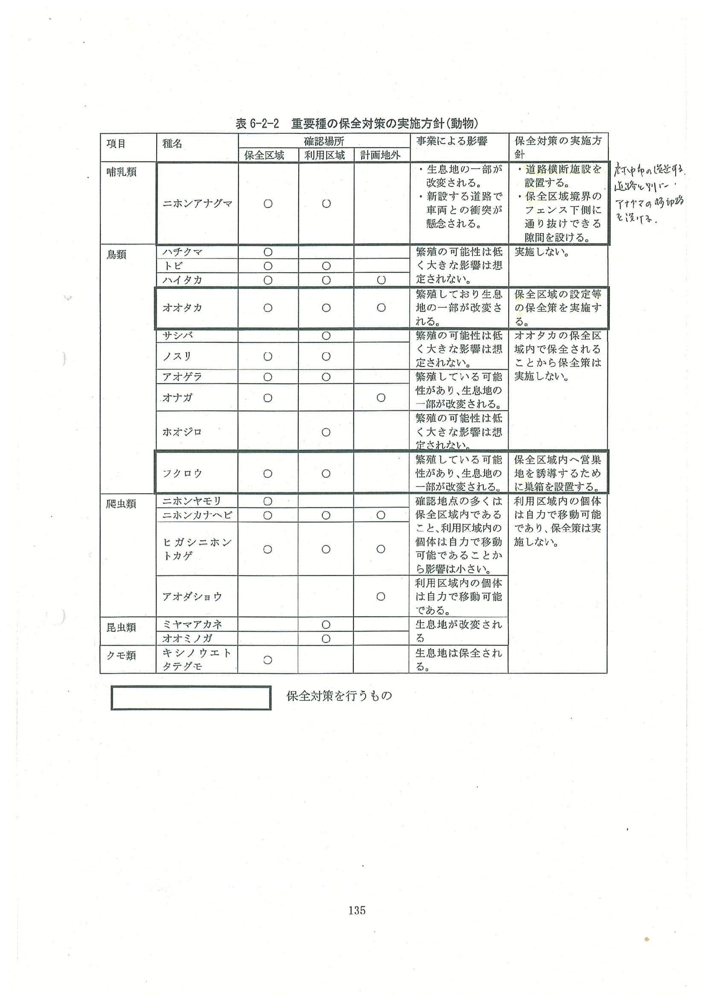 表 6-2-2　重要種の保全対策の実施方針(動物)
項目 種名 確認場所 事業による影響 保全対策の実施方
針
保全区域 利用区域 計画地外
哺乳類
ニホンアナグマ ○ ○
・生息地の一部が
改変される。
・新設する道路で
車両との衝突が
懸念される。
・道路横断施設を
設置する。
・保全区域境界の
フェンス下側に
通り抜けできる
隙間を設ける。
道路と別に
アナグマの移動路
を設ける.
鳥類
ハチクマ ○
トビ ○ ○
ハイタカ ○ ○ ○
繁殖の可能性は低
く大きな影響は想
定されない。
実施しない。
オオタカ ○ ○ ○
繁殖しており生息
地の一部が改変さ
れる。
保全区域の設定等
の保全策を実施す
る。
サシバ ○
ノスリ ○ ○
繁殖の可能性は低
く大きな影響は想
定されない。
オオタカの保全区
域内で保全される
ことから保全策は
実施しない。
アオゲラ ○ ○
オナガ ○ ○
繁殖している可能
性があり、生息地の
一部が改変される。
ホオジロ ○
繁殖の可能性は低
く大きな影響は想
定されない。
フクロウ ○ ○
繁殖している可能
性があり、生息地の
一部が改変される。
保全区域内へ営巣
地を誘導するため
に巣箱を設置する。
爬虫類
ニホンヤモリ ○
ニホンカナヘビ ○ ○ ○
ヒガシニホン
トカゲ ○ ○ ○
確認地点の多くは
保全区域内である
こと、利用区域内の
個体は自力で移動
可能であることか
ら影響は小さい。
利用区域内の個体
は自力で移動可能
であり、保全策は実
施しない。
アオダショウ ○
利用区域内の個体
は自力で移動可能
である。
昆虫類
ミヤマアカネ ○
オオミノガ ○
生息地が改変され
る
クモ類
キシノウエト
タテグモ ○
生息地は保全され
る。
保全対策を行うもの
135